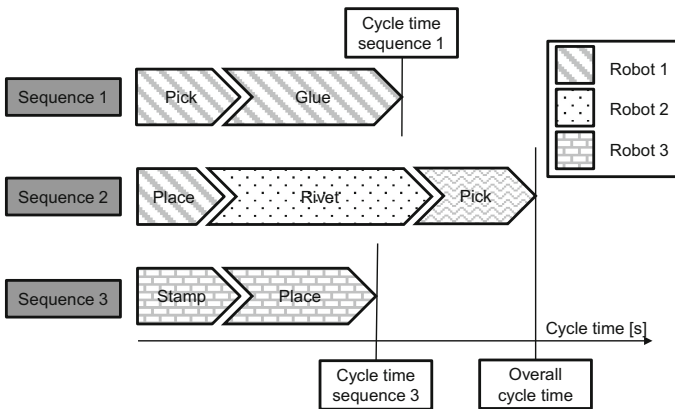 Cycle time
sequence 1
Robot 1
Robot 2
Robot 3
Sequence 1
Pick
Glue
Sequence 2
Place
Rivet
Pick
Sequence 3
Stamp
Place
Cycle time [s]
Cycle time
sequence 3
Overall
cycle time